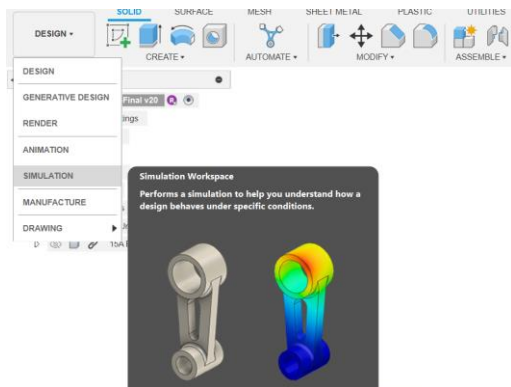 SOLID SURFACE MESH SHEET METAL PLASTIC UTILITIES
DESIGN
CREATE AUTOMATE MODIFY ASSEMBLE
DESIGN
GENERATIVE DESIGN
Final v20
RENDER
ings
ANIMATION
SIMULATION
Simulation Workspace
Performs a simulation to help you understand how a
design behaves under specific conditions.
MANUFACTURE
DRAWING
15A